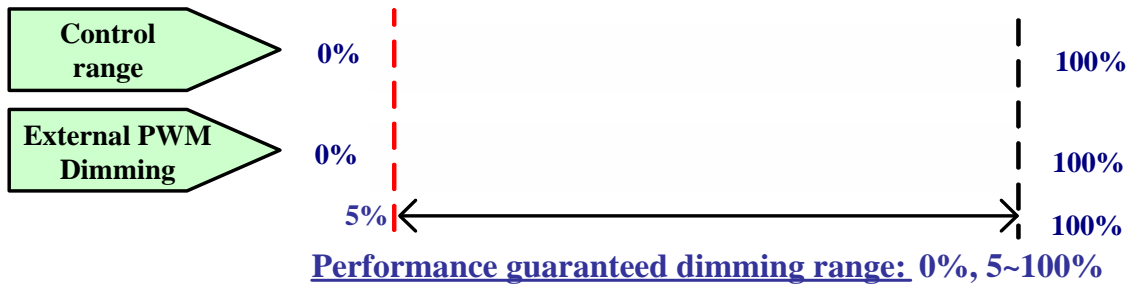 Control
range
0%
100%
External PWM
Dimming
0%
100%
5%
100%
Performance guaranteed dimming range: 0%, 5~100%